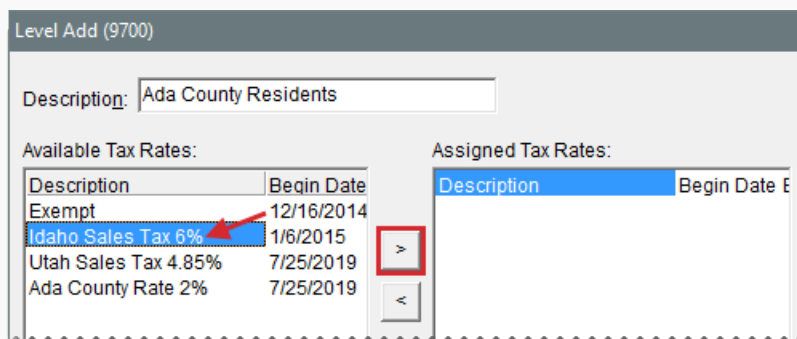 Level Add (9700)
Description: Ada County Residents
Available Tax Rates:
Assigned Tax Rates:
Description Begin Date
Description Begin Date E
Exempt 12/16/2014
Idaho Sales Tax 6% 1/6/2015
>
Utah Sales Tax 4.85% 7/25/2019
Ada County Rate 2% 7/25/2019
<